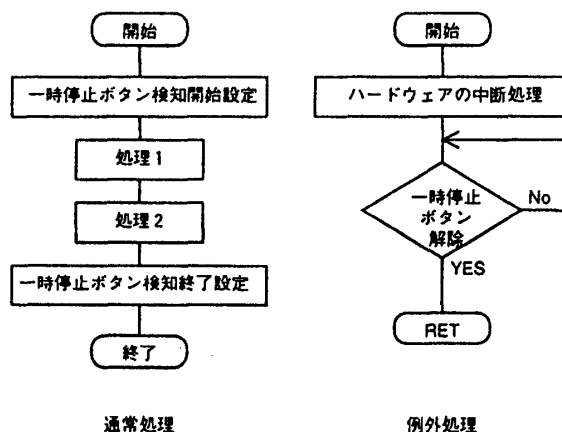 開始
一時停止ボタン検知開始設定
処理1
処理2
一時停止ボタン検知終了設定
終了
通常処理
開始
ハードウェアの中断処理
一時停止
ボタン
解除
No
YES
RET
例外処理